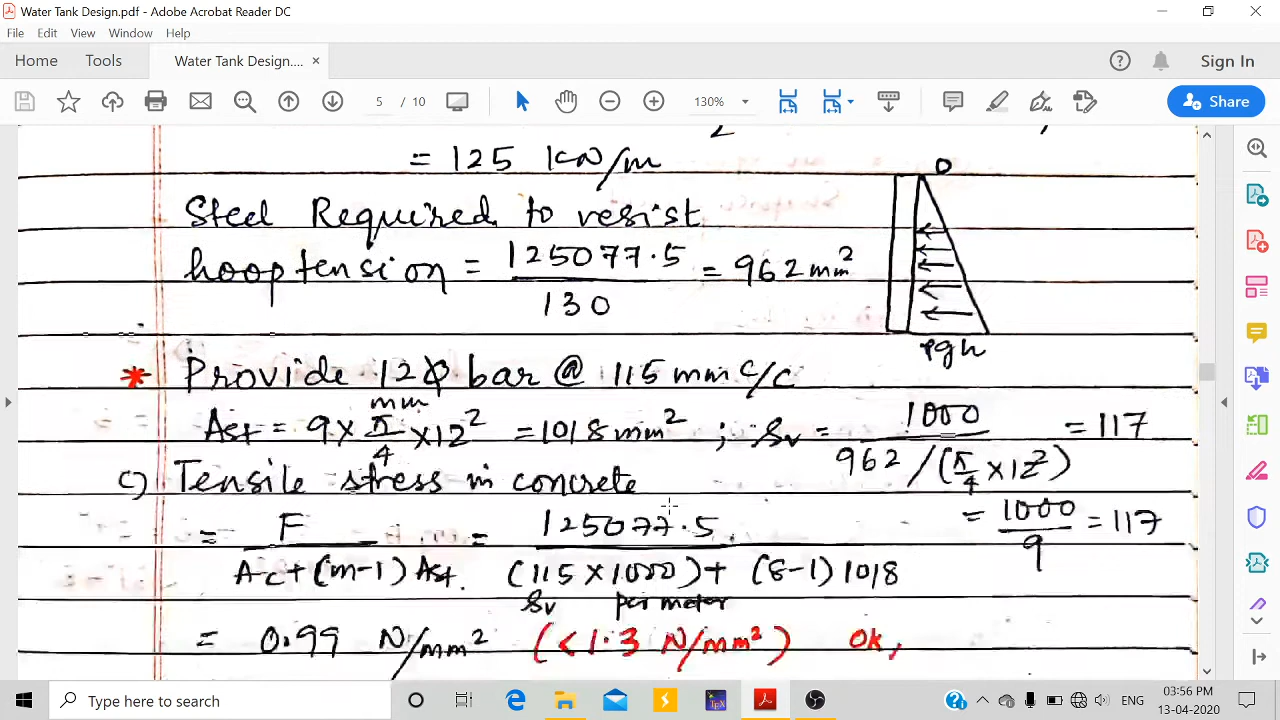 Water Tank Design.pdf - Adobe Acrobat Reader DC
File Edit View Window Help
Home Tools Water Tank Design.... × Sign In
5 / 10 130% Share
= 125 KN/m
Steel Required to resist
hoop tension = 125077.5 / 130 = 962 mm²
0
ρgh
* Provide 12 mm ϕ bar @ 115 mm c/c
Ast = 9 × π/4 × 12² = 1018 mm² ; Sv = 1000 / 962 / (π/4 × 12²) = 117
= 1000 / 9 = 117
c) Tensile stress in concrete
= F / Ac + (m-1) Ast = 125077.5 / (115 × 1000) + (8-1) 1018
Sv per meter
= 0.99 N/mm² (< 1.3 N/mm²) Ok,
Type here to search
ENG
03:56 PM
13-04-2020